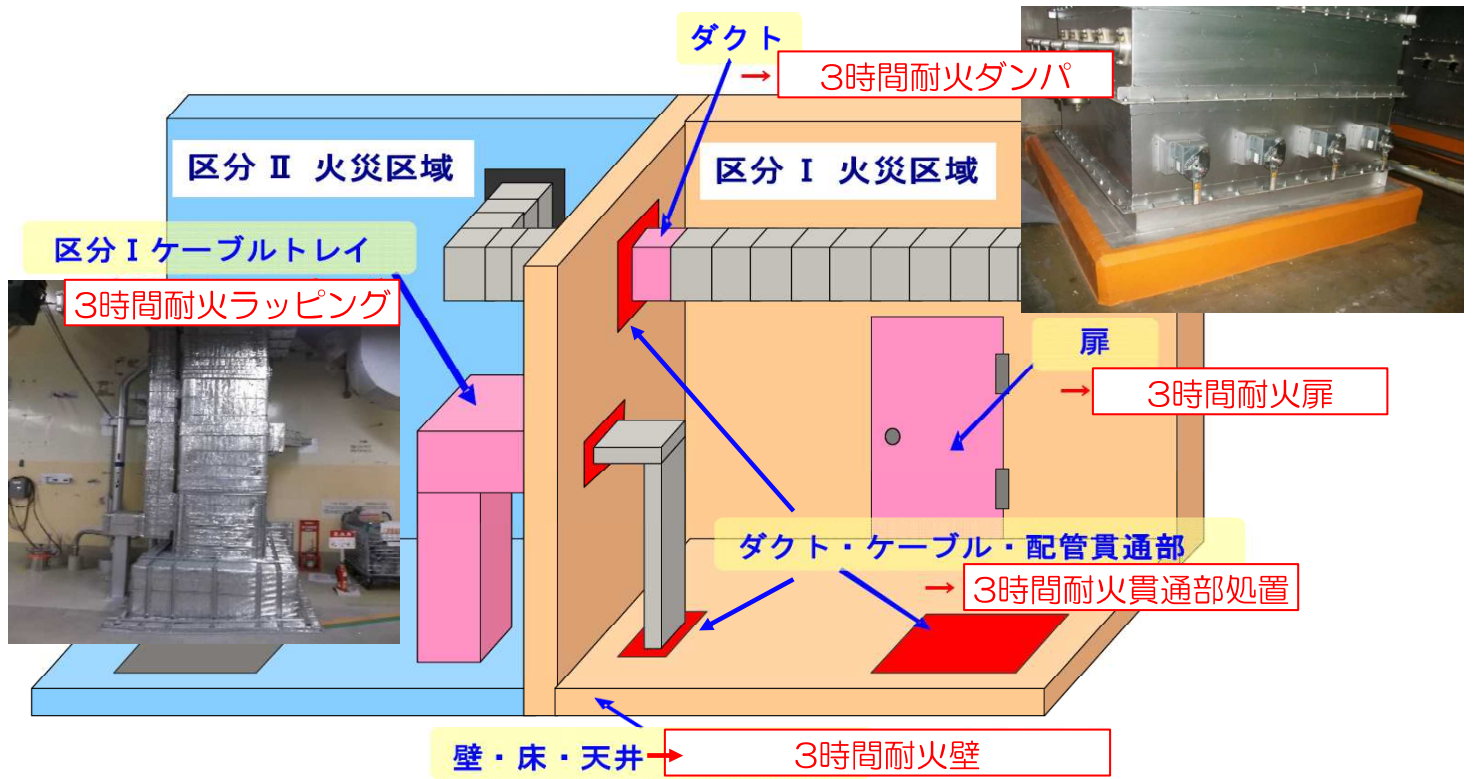 ダクト
→ 3時間耐火ダンパ
区分 Ⅱ 火災区域
区分 Ⅰ 火災区域
区分Ⅰケーブルトレイ
3時間耐火ラッピング
扉
→ 3時間耐火扉
ダクト・ケーブル・配管貫通部
→ 3時間耐火貫通部処置
壁・床・天井→ 3時間耐火壁